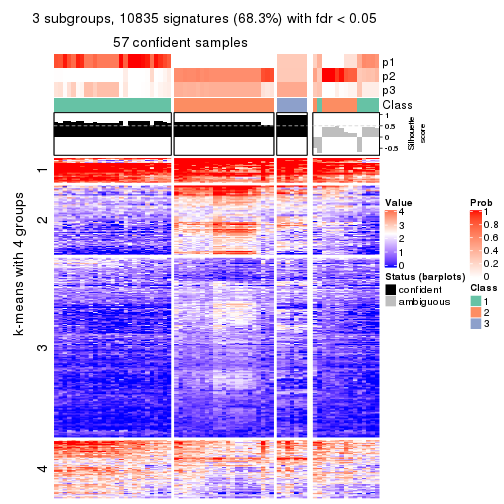 3 subgroups, 10835 signatures (68.3%) with fdr < 0.05
57 confident samples
p1
p2
p3
Class
1
0.5
0
-0.5
Silhouette
score
k-means with 4 groups
1
2
3
4
Value
4
3
2
1
0
Status (barplots)
confident
ambiguous
Prob
1
0.8
0.6
0.4
0.2
0
Class
1
2
3